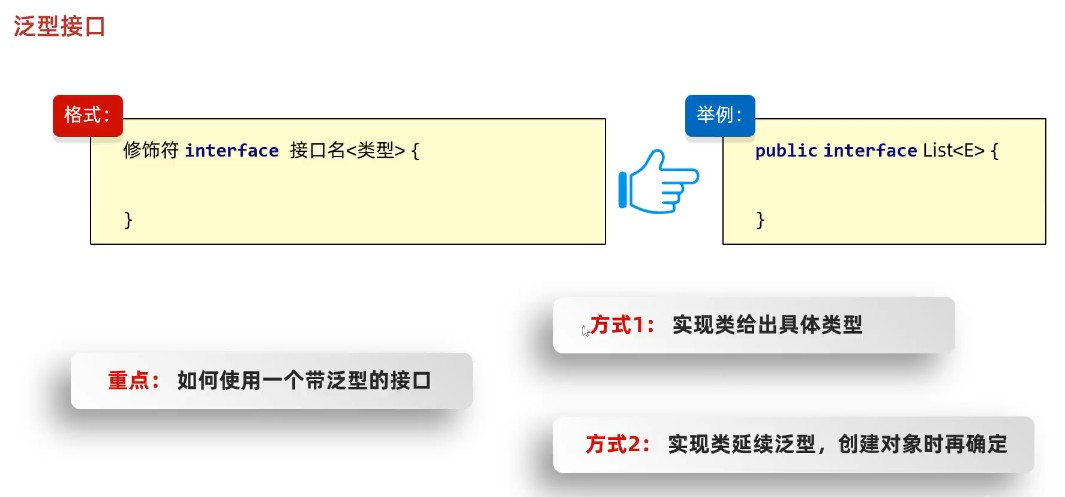 泛型接口
格式：
修饰符 interface 接口名<类型> {
}
举例：
public interface List<E> {
}
重点： 如何使用一个带泛型的接口
方式1： 实现类给出具体类型
方式2： 实现类延续泛型，创建对象时再确定